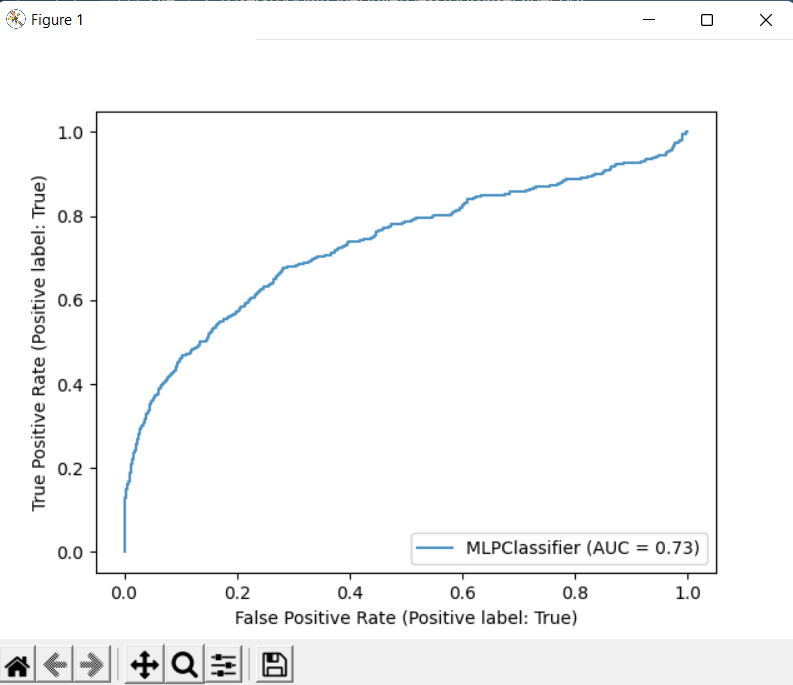 Figure 1
1.0
0.8
0.6
0.4
0.2
0.0
True Positive Rate (Positive label: True)
MLPClassifier (AUC = 0.73)
0.0 0.2 0.4 0.6 0.8 1.0
False Positive Rate (Positive label: True)